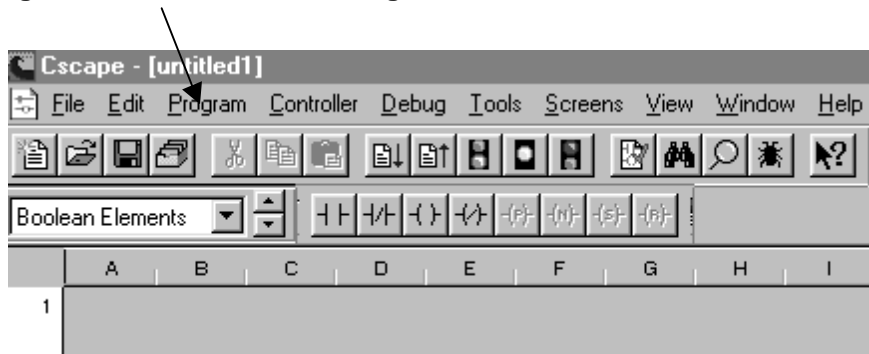 Cscape - [untitled1]
File Edit Program Controller Debug Tools Screens View Window Help
Boolean Elements
A B C D E F G H I
1